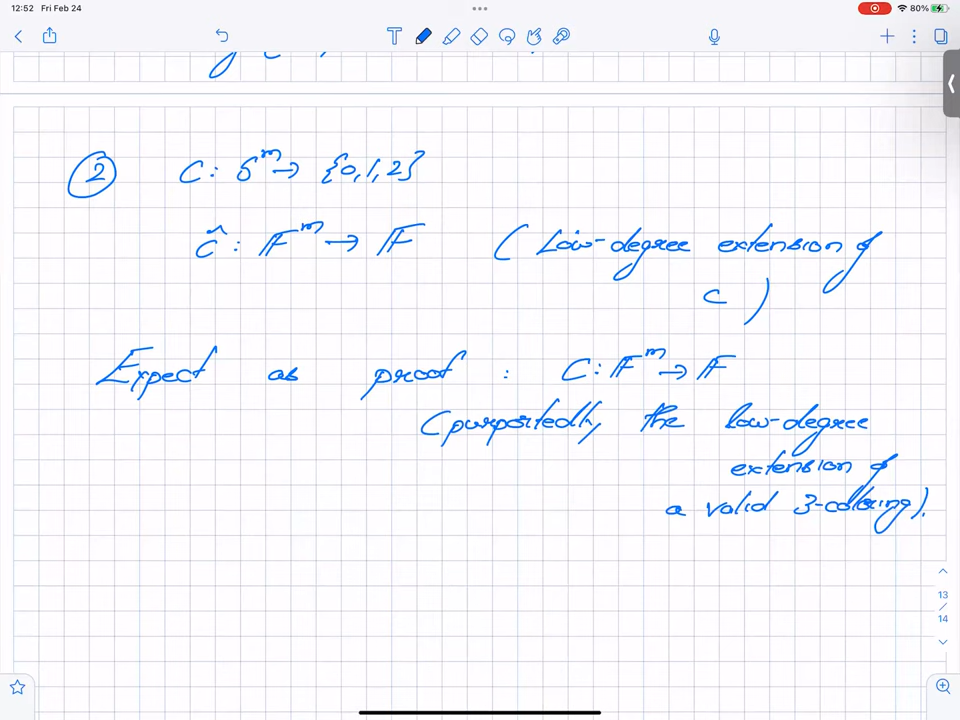 12:52 Fri Feb 24
80%
② C: S^m → {0,1,2}
ĉ: 𝔽^m → 𝔽 (Low-degree extension of
c)
Expect as proof : C: 𝔽^m → 𝔽
(purportedly the low-degree
extension of
a valid 3-coloring).
13
/
14